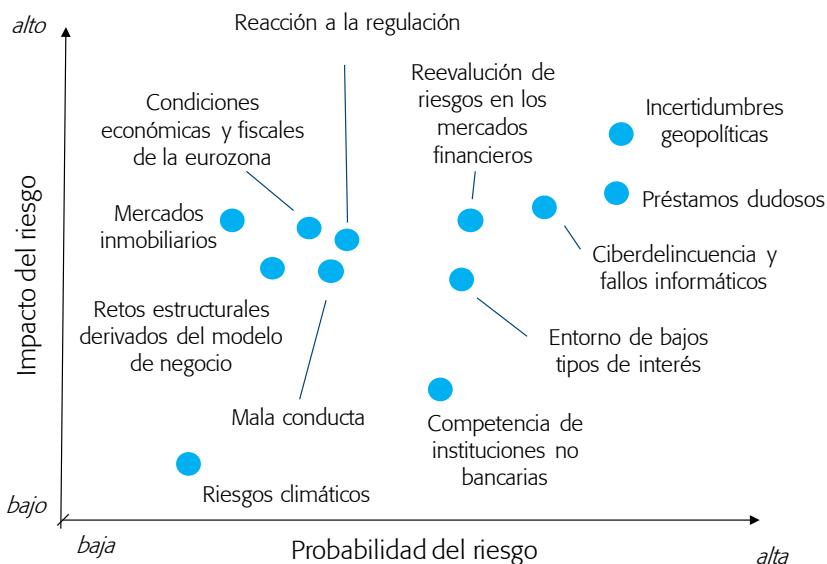 alto
Reacción a la regulación
Reevalución de
riesgos en los
mercados
financieros
Condiciones
económicas y fiscales
de la eurozona
Incertidumbres
geopolíticas
Préstamos dudosos
Mercados
inmobiliarios
Ciberdelincuencia y
fallos informáticos
Retos estructurales
derivados del modelo
de negocio
Entorno de bajos
tipos de interés
Mala conducta
Competencia de
instituciones no
bancarias
Riesgos climáticos
Impacto del riesgo
bajo
baja
Probabilidad del riesgo
alta